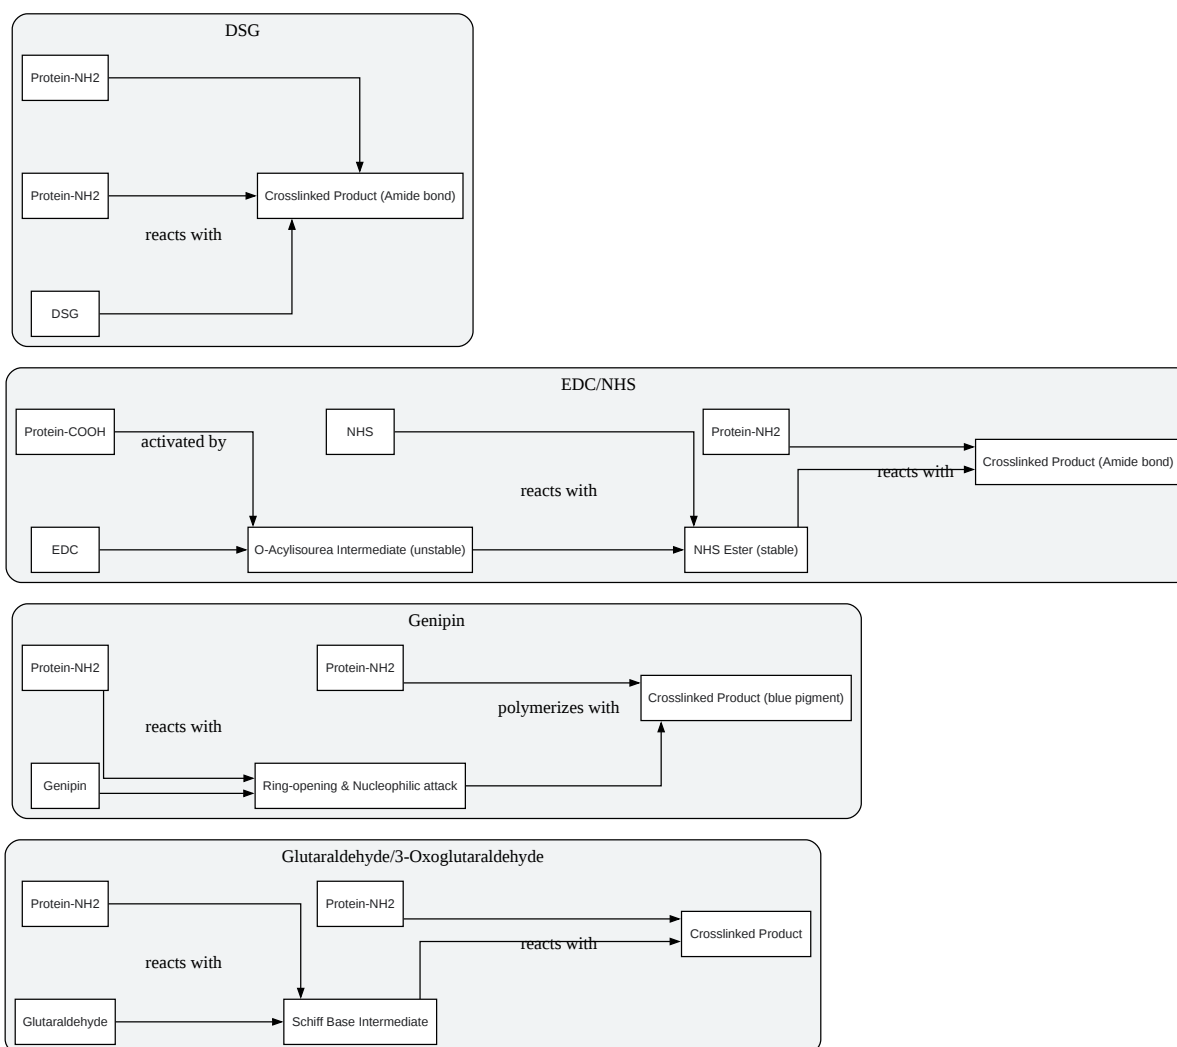 DSG
Protein-NH2
Protein-NH2
Crosslinked Product (Amide bond)
reacts with
DSG
EDC/NHS
Protein-COOH
activated by
NHS
Protein-NH2
Crosslinked Product (Amide bond)
reacts with
reacts with
EDC
O-Acylisourea Intermediate (unstable)
NHS Ester (stable)
Genipin
Protein-NH2
Protein-NH2
Crosslinked Product (blue pigment)
polymerizes with
reacts with
Genipin
Ring-opening & Nucleophilic attack
Glutaraldehyde/3-Oxoglutaraldehyde
Protein-NH2
Protein-NH2
Crosslinked Product
reacts with
reacts with
Glutaraldehyde
Schiff Base Intermediate